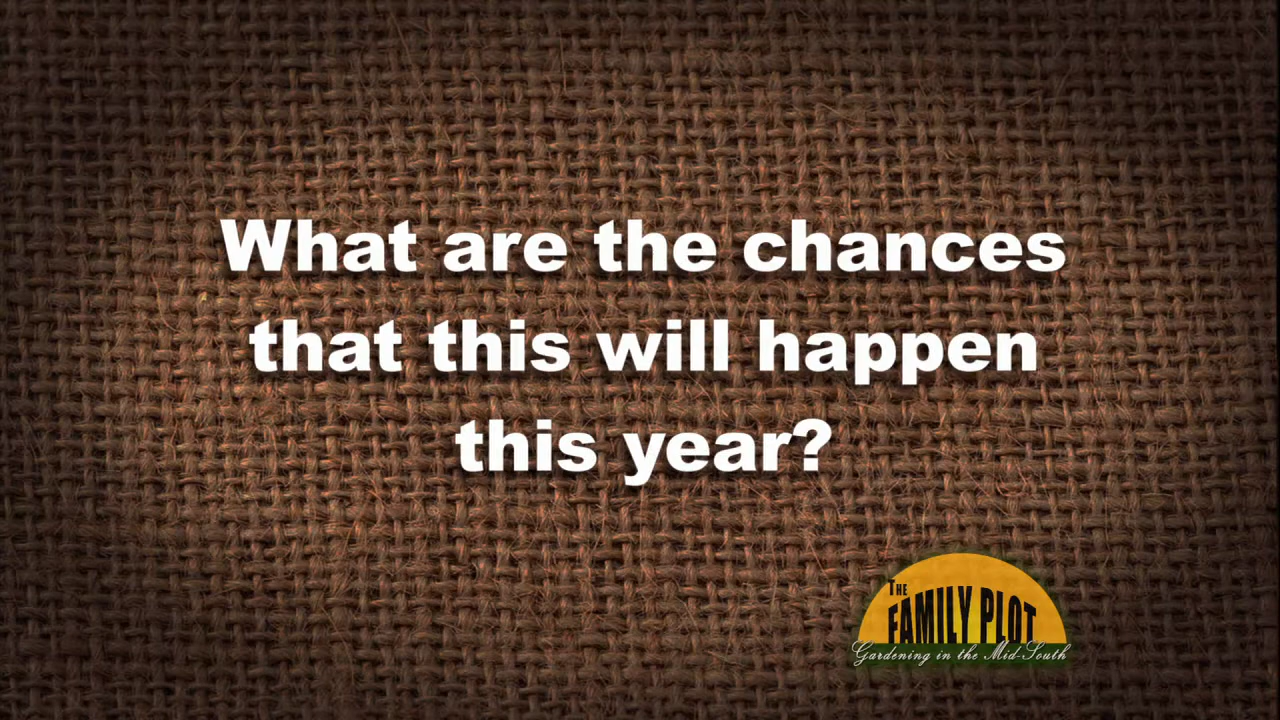 What are the chances
that this will happen
this year?
THE
FAMILY PLOT
Gardening in the Mid-South